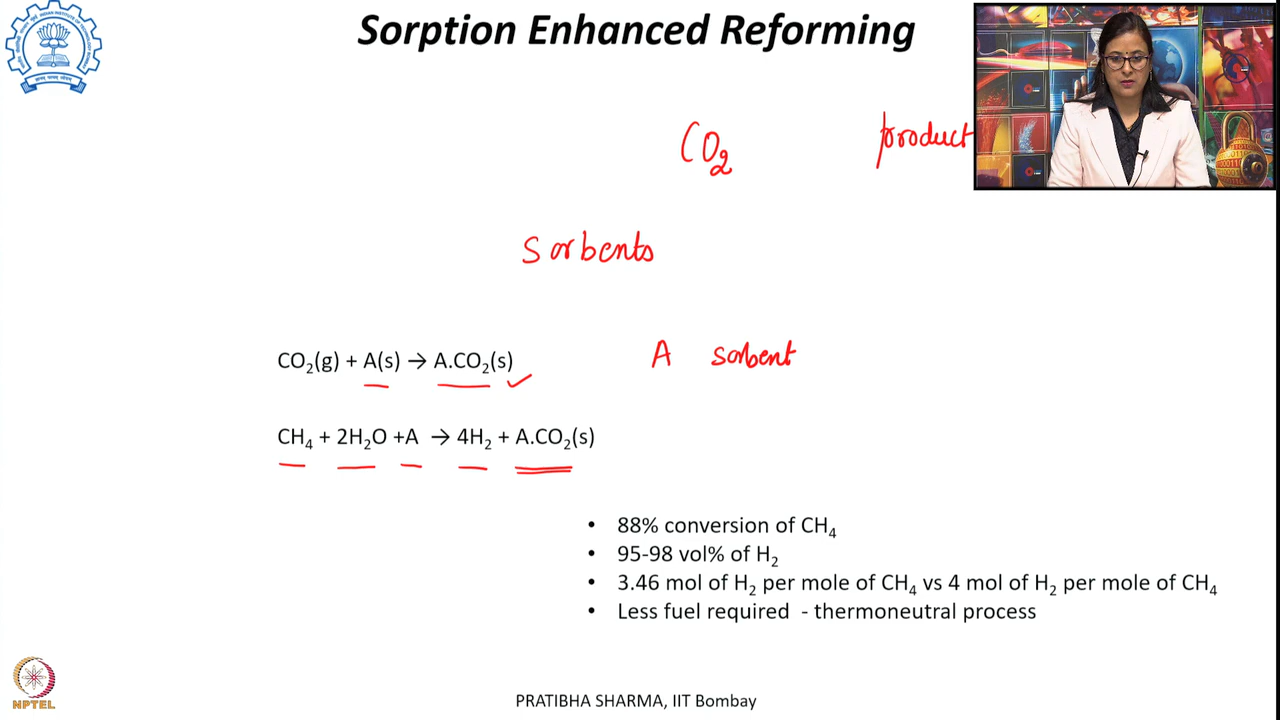 Sorption Enhanced Reforming
CO₂ product
Sorbents
CO₂(g) + A(s) → A.CO₂(s) A sorbent
CH₄ + 2H₂O +A → 4H₂ + A.CO₂(s)
• 88% conversion of CH₄
• 95-98 vol% of H₂
• 3.46 mol of H₂ per mole of CH₄ vs 4 mol of H₂ per mole of CH₄
• Less fuel required - thermoneutral process
NPTEL
PRATIBHA SHARMA, IIT Bombay